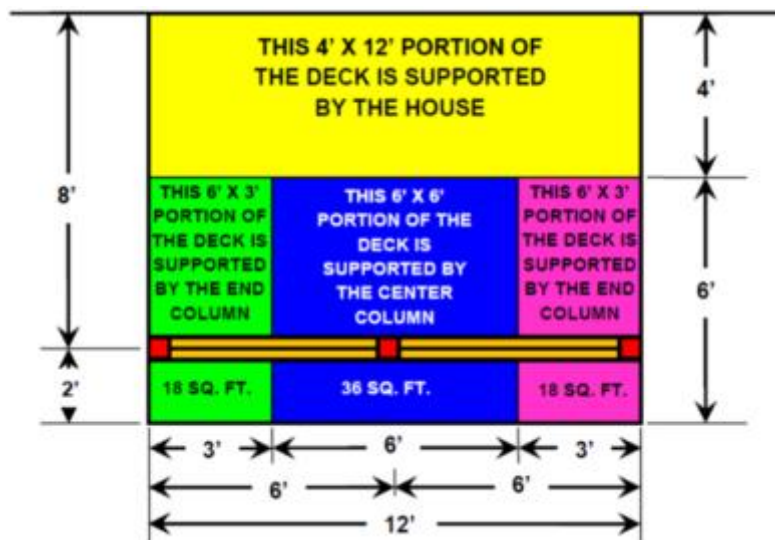 THIS 4' X 12' PORTION OF
THE DECK IS SUPPORTED
BY THE HOUSE
4'
8'
THIS 6' X 3'
PORTION OF
THE DECK IS
SUPPORTED
BY THE END
COLUMN
THIS 6' X 6'
PORTION OF THE
DECK IS
SUPPORTED BY
THE CENTER
COLUMN
THIS 6' X 3'
PORTION OF
THE DECK IS
SUPPORTED
BY THE END
COLUMN
6'
2'
18 SQ. FT.
36 SQ. FT.
18 SQ. FT.
3'
6'
3'
6'
6'
12'